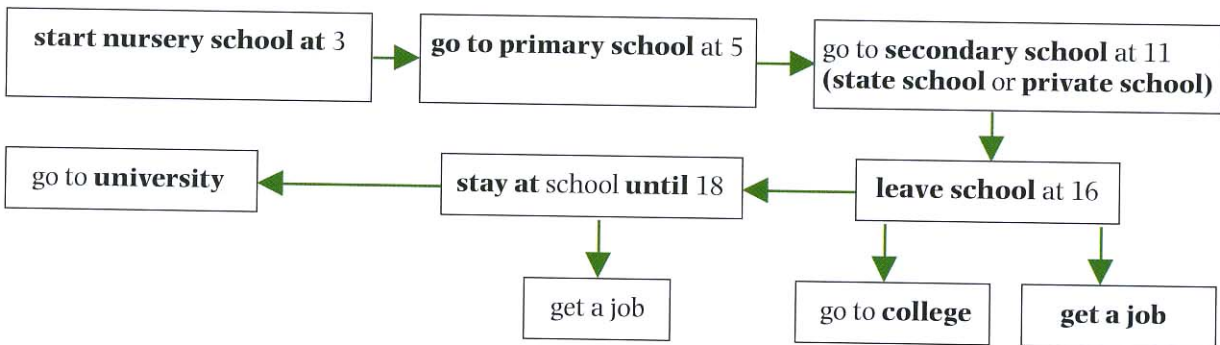 start nursery school at 3
go to primary school at 5
go to secondary school at 11
(state school or private school)
leave school at 16
stay at school until 18
go to university
get a job
go to college
get a job